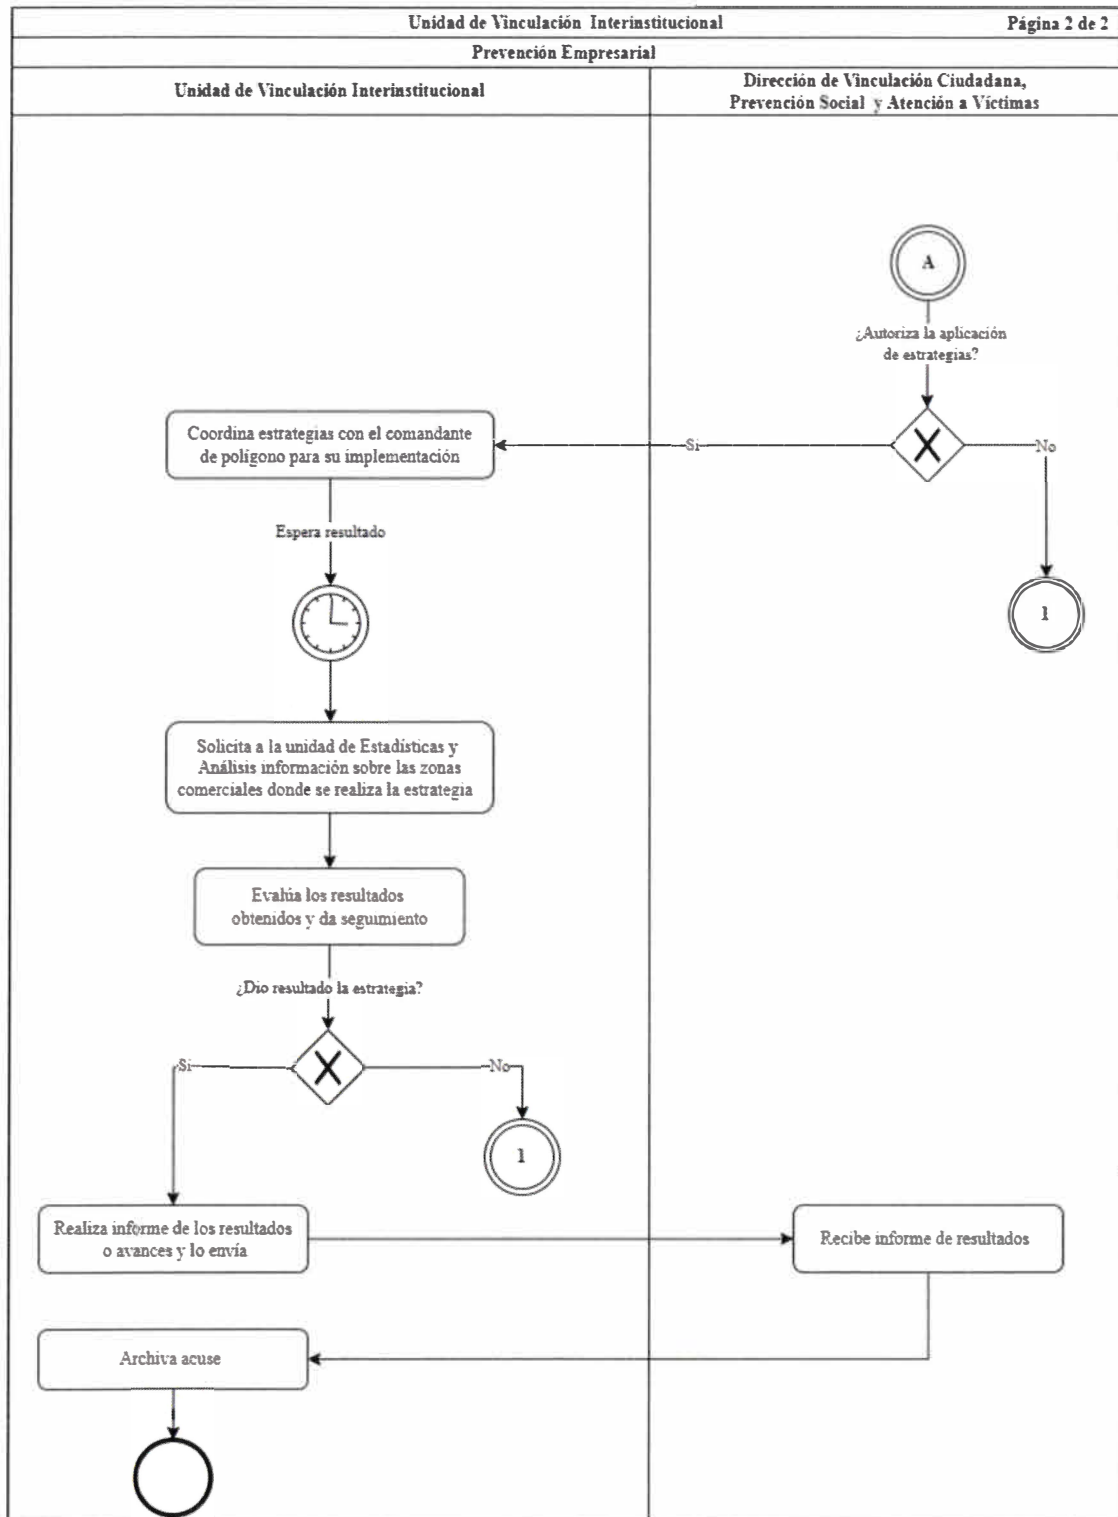 Unidad de Vinculación Interinstitucional
Página 2 de 2
Prevención Empresarial
Unidad de Vinculación Interinstitucional
Dirección de Vinculación Ciudadana,
Prevención Social y Atención a Víctimas
A
¿Autoriza la aplicación
de estrategias?
Coordina estrategias con el comandante
de polígono para su implementación
Si
No
Espera resultado
1
Solicita a la unidad de Estadísticas y
Análisis información sobre las zonas
comerciales donde se realiza la estrategia
Evalúa los resultados
obtenidos y da seguimiento
¿Dio resultado la estrategia?
Si
No
1
Realiza informe de los resultados
o avances y lo envía
Recibe informe de resultados
Archiva acuse